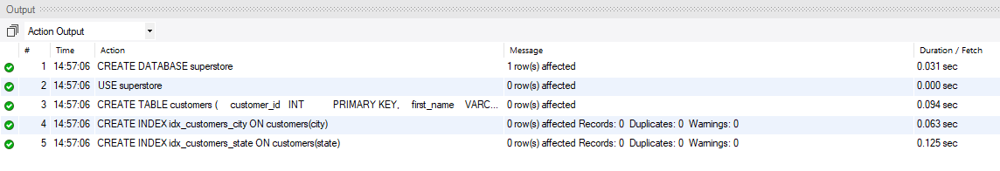 Output
Action Output
# Time Action Message Duration / Fetch
1 14:57:06 CREATE DATABASE superstore 1 row(s) affected 0.031 sec
2 14:57:06 USE superstore 0 row(s) affected 0.000 sec
3 14:57:06 CREATE TABLE customers ( customer_id INT PRIMARY KEY, first_name VARC... 0 row(s) affected 0.094 sec
4 14:57:06 CREATE INDEX idx_customers_city ON customers(city) 0 row(s) affected Records: 0 Duplicates: 0 Warnings: 0 0.063 sec
5 14:57:06 CREATE INDEX idx_customers_state ON customers(state) 0 row(s) affected Records: 0 Duplicates: 0 Warnings: 0 0.125 sec